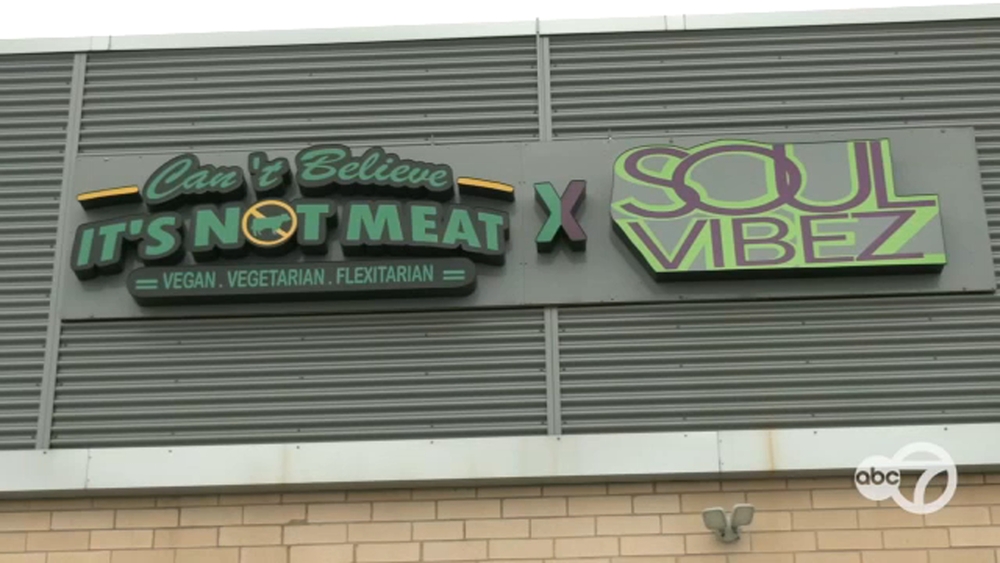 Can't Believe
IT'S NOT MEAT
VEGAN . VEGETARIAN . FLEXITARIAN
X
SOUL
VIBEZ
abc 7